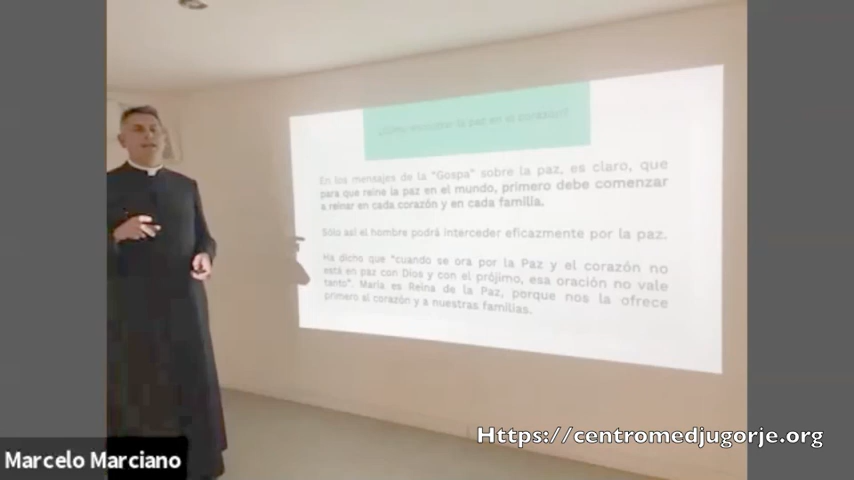 ¿Cómo encontrar la paz en el corazón?
En los mensajes de la "Gospa" sobre la paz, es claro, que
para que reine la paz en el mundo, primero debe comenzar
a reinar en cada corazón y en cada familia.
Sólo así el hombre podrá interceder eficazmente por la paz.
Ha dicho que "cuando se ora por la Paz y el corazón no
está en paz con Dios y con el prójimo, esa oración no vale
tanto". María es Reina de la Paz, porque nos la ofrece
primero al corazón y a nuestras familias.
Https://centromedjugorje.org
Marcelo Marciano